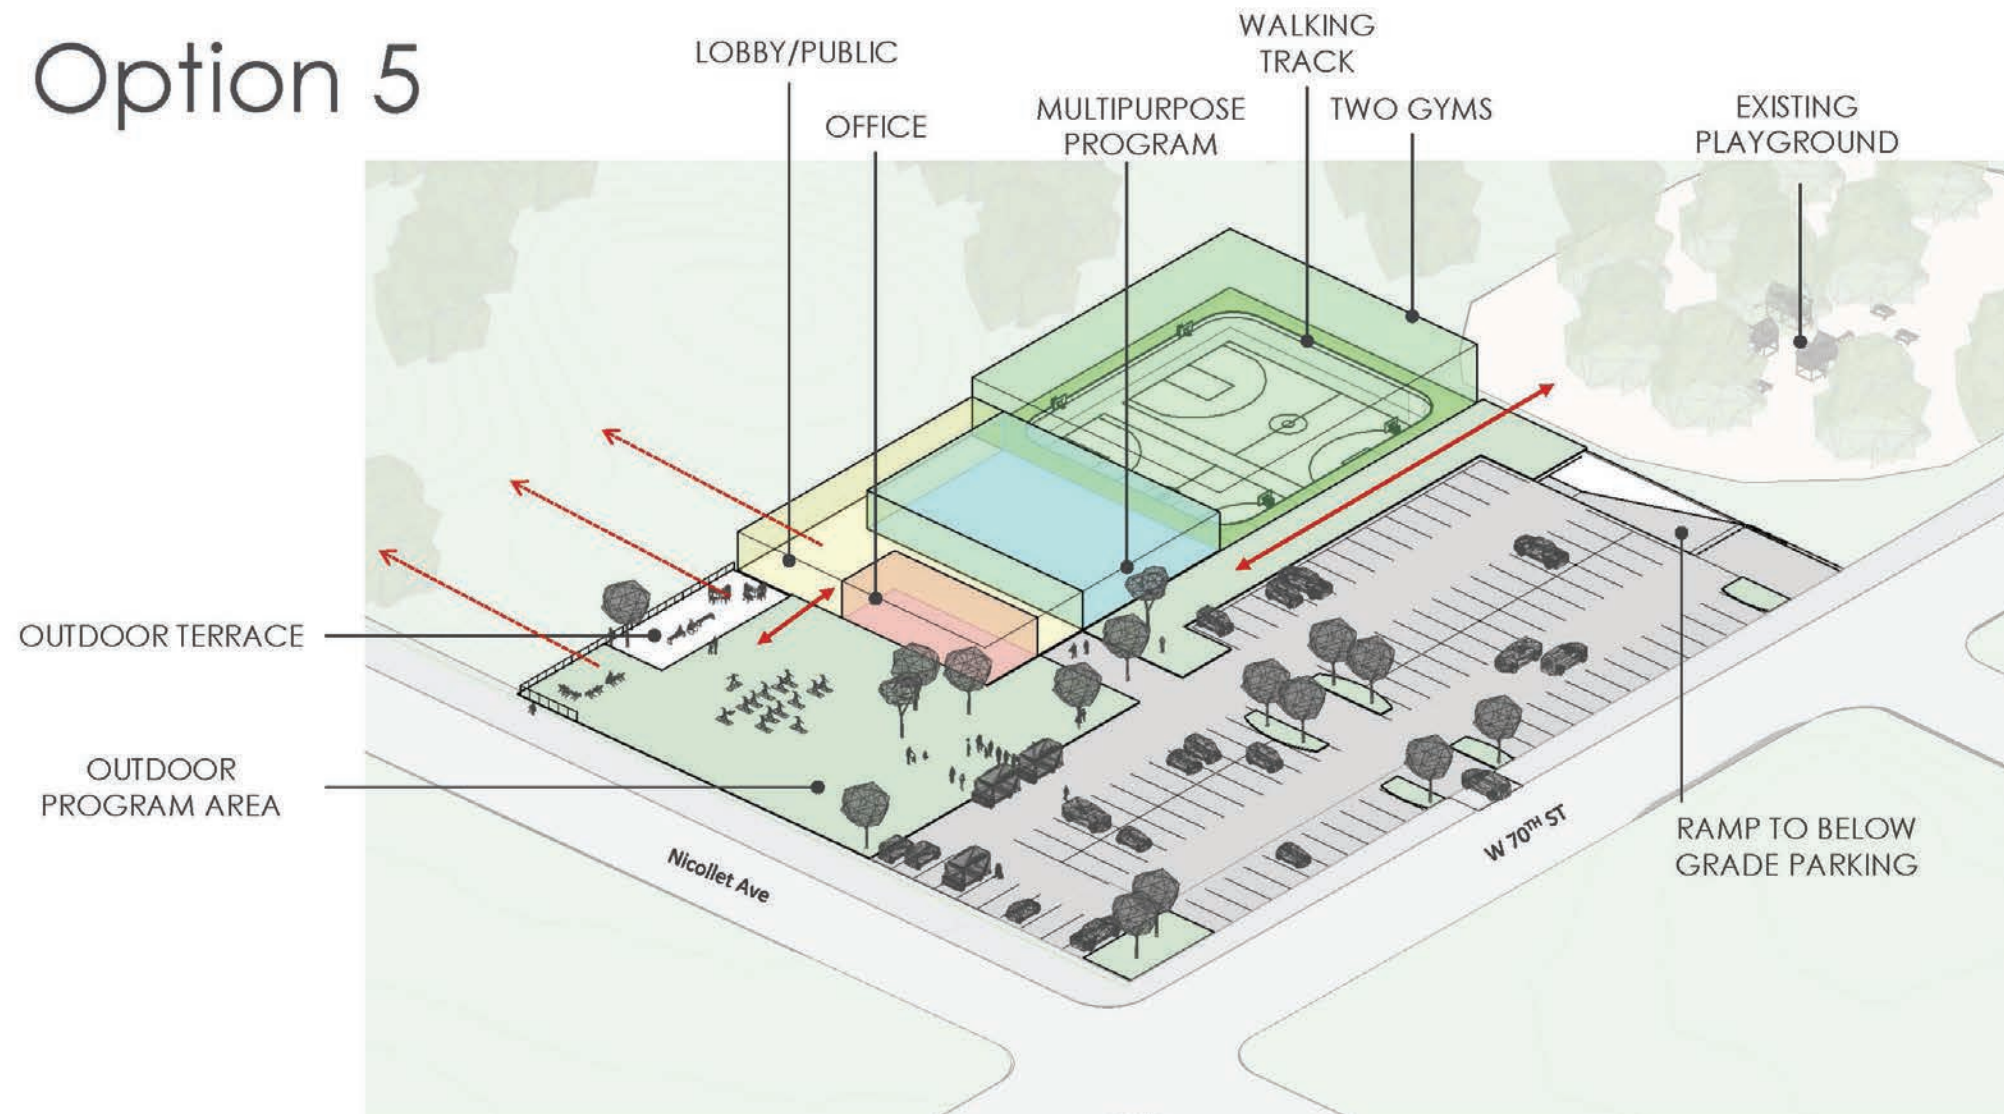 Option 5
LOBBY/PUBLIC
OFFICE
WALKING
TRACK
MULTIPURPOSE
PROGRAM
TWO GYMS
EXISTING
PLAYGROUND
OUTDOOR TERRACE
OUTDOOR
PROGRAM AREA
Nicollet Ave
W 70TH ST
RAMP TO BELOW
GRADE PARKING